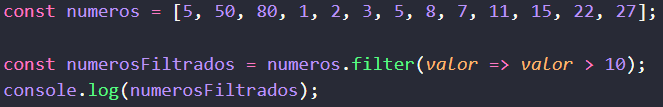 const numeros = [5, 50, 80, 1, 2, 3, 5, 8, 7, 11, 15, 22, 27];
const numerosFiltrados = numeros.filter(valor => valor > 10);
console.log(numerosFiltrados);